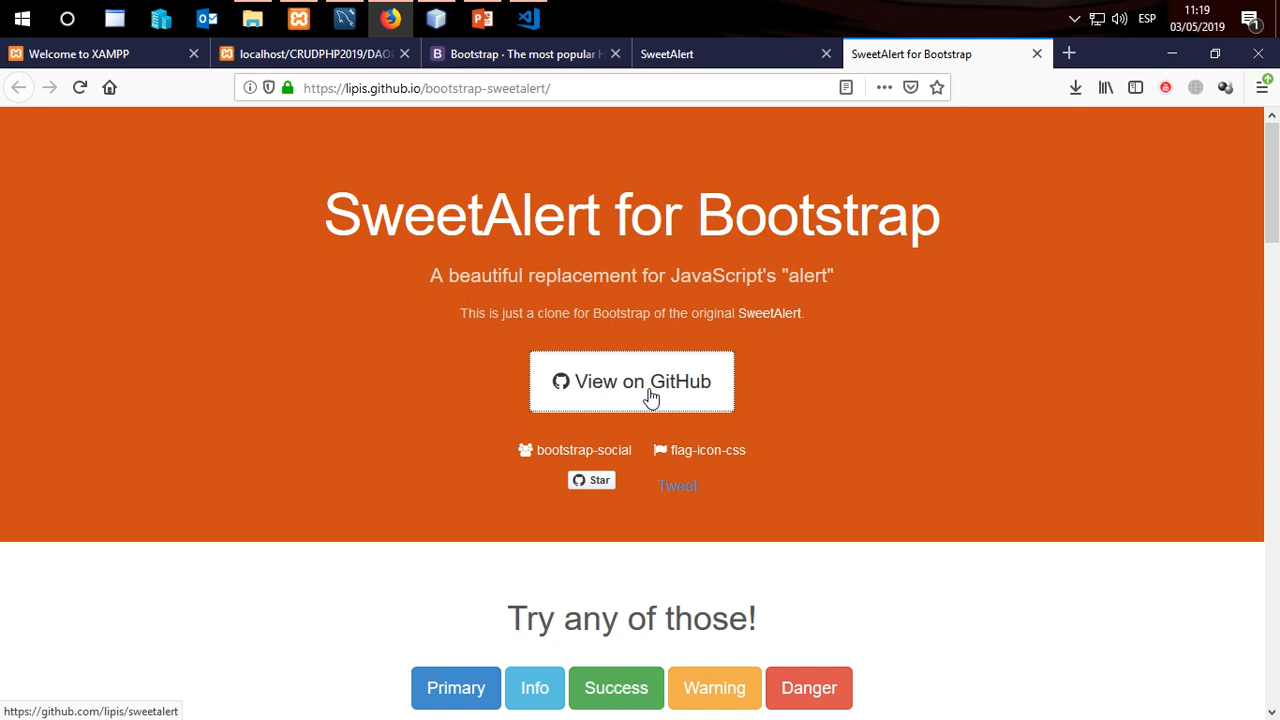 11:19
ESP
03/05/2019
1
Welcome to XAMPP
localhost/CRUDPHP2019/DAO
Bootstrap · The most popular H
SweetAlert
SweetAlert for Bootstrap
https://lipis.github.io/bootstrap-sweetalert/
SweetAlert for Bootstrap
A beautiful replacement for JavaScript's "alert"
This is just a clone for Bootstrap of the original SweetAlert.
View on GitHub
bootstrap-social flag-icon-css
Star Tweet
Try any of those!
Primary Info Success Warning Danger
https://github.com/lipis/sweetalert